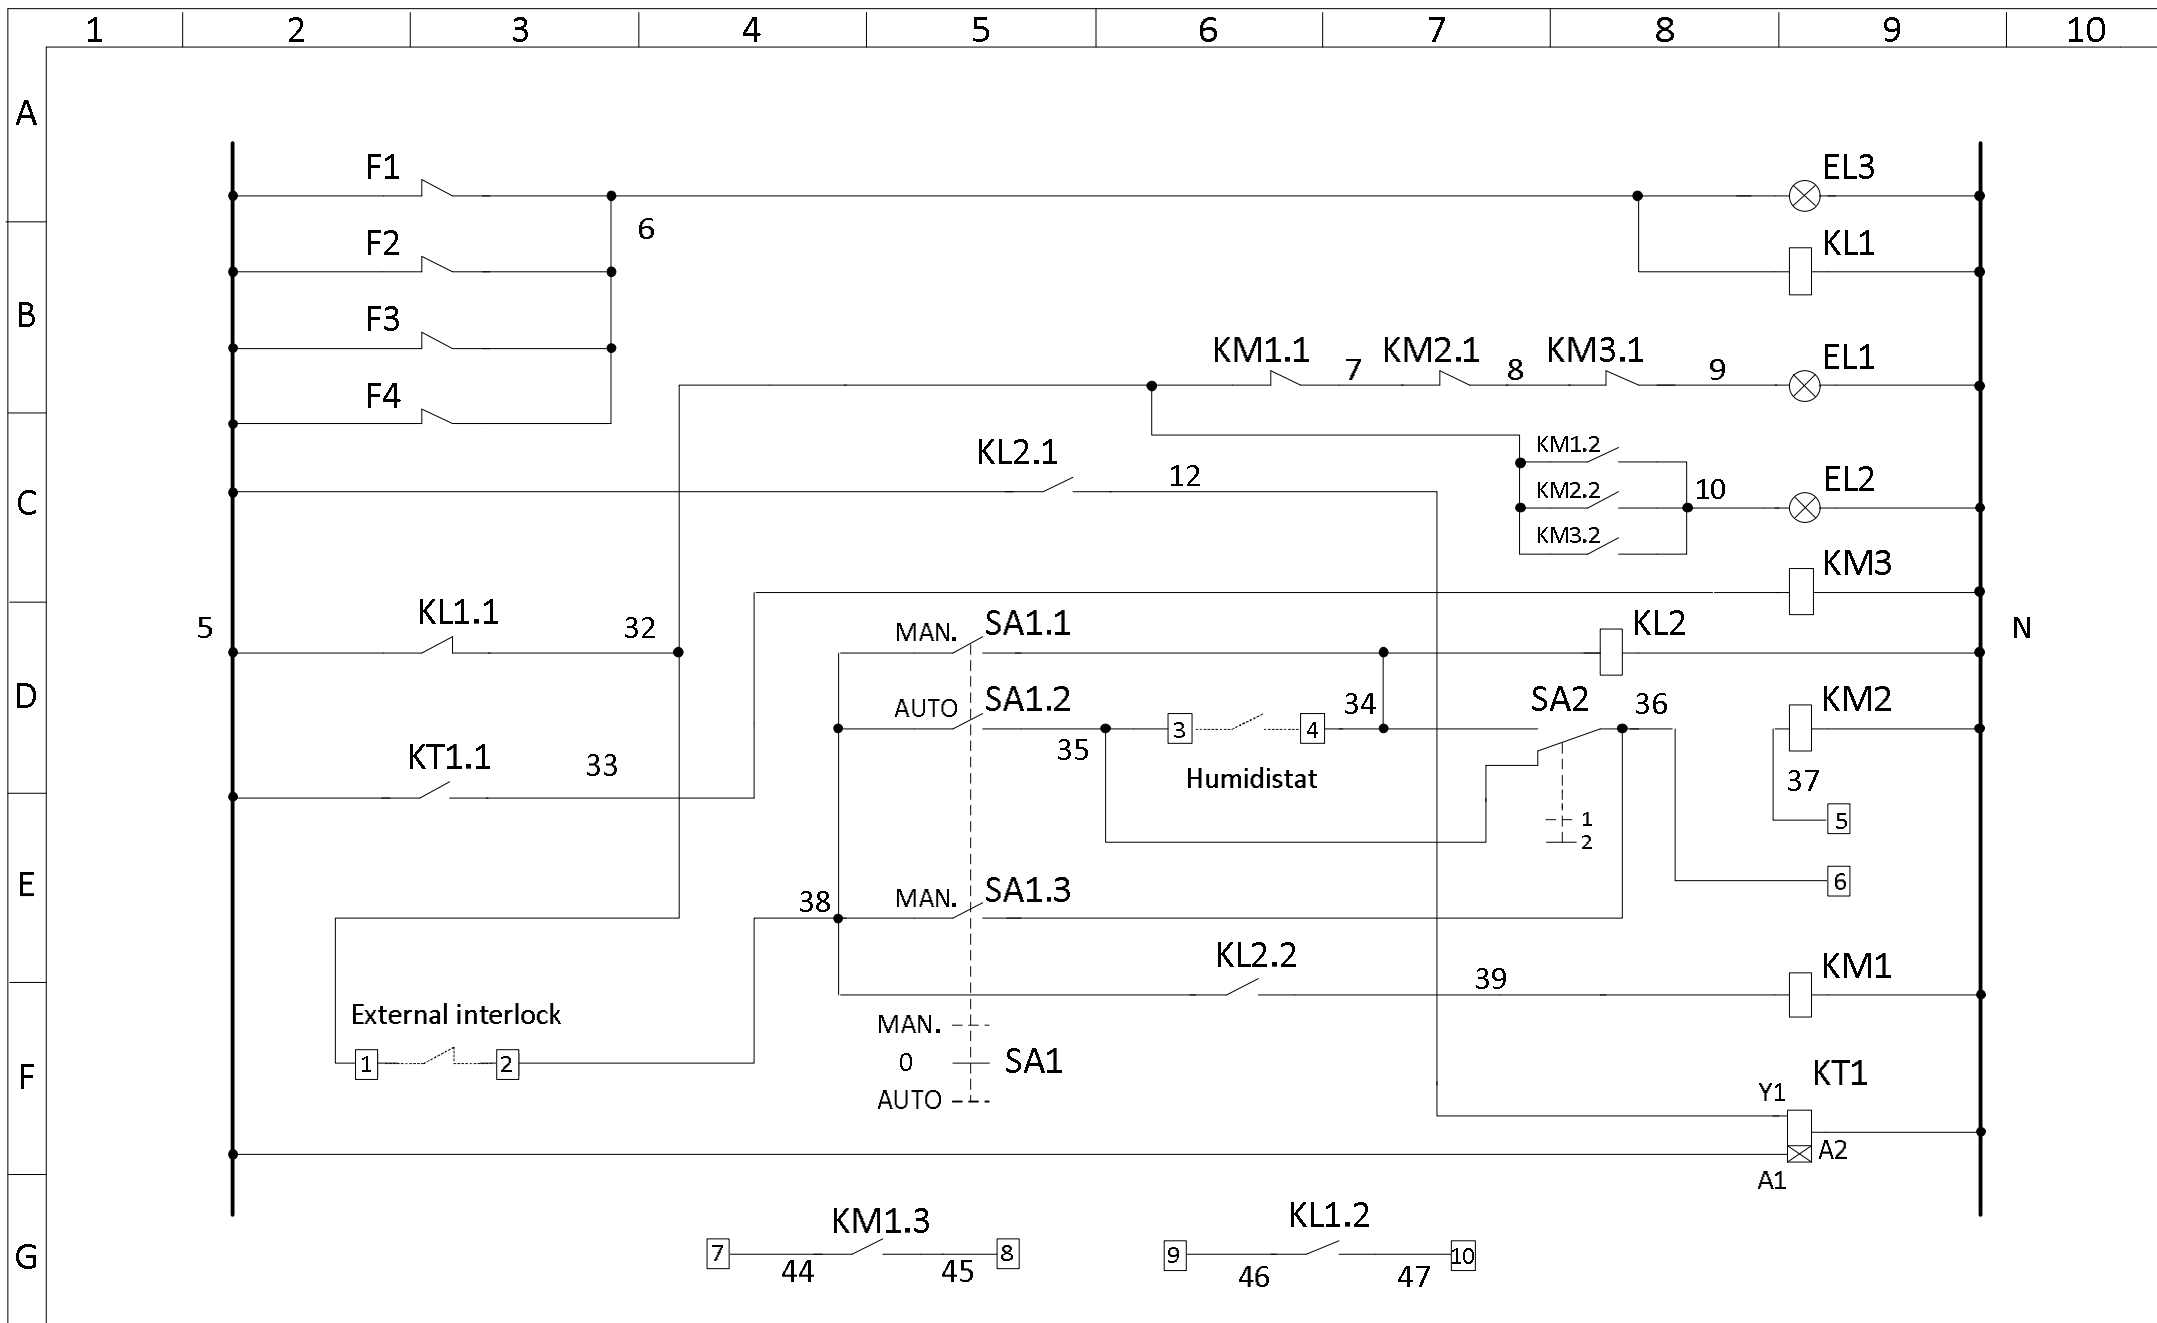 1 2 3 4 5 6 7 8 9 10
A
F1 EL3
6
F2 KL1
B
F3
KM1.1 7 KM2.1 8 KM3.1 9 EL1
F4
KL2.1 12 KM1.2
C
KM2.2 10 EL2
KM3.2
KM3
5 KL1.1 32 MAN. SA1.1 KL2 N
D
AUTO SA1.2 34 SA2 36 KM2
35 3 4
KT1.1 33 Humidistat 37
1 5
2
E
38 MAN. SA1.3 6
KL2.2 39 KM1
External interlock MAN.
1 2 0 SA1
F
AUTO Y1 KT1
A2
A1
KM1.3 KL1.2
G
7 8 9 10
44 45 46 47